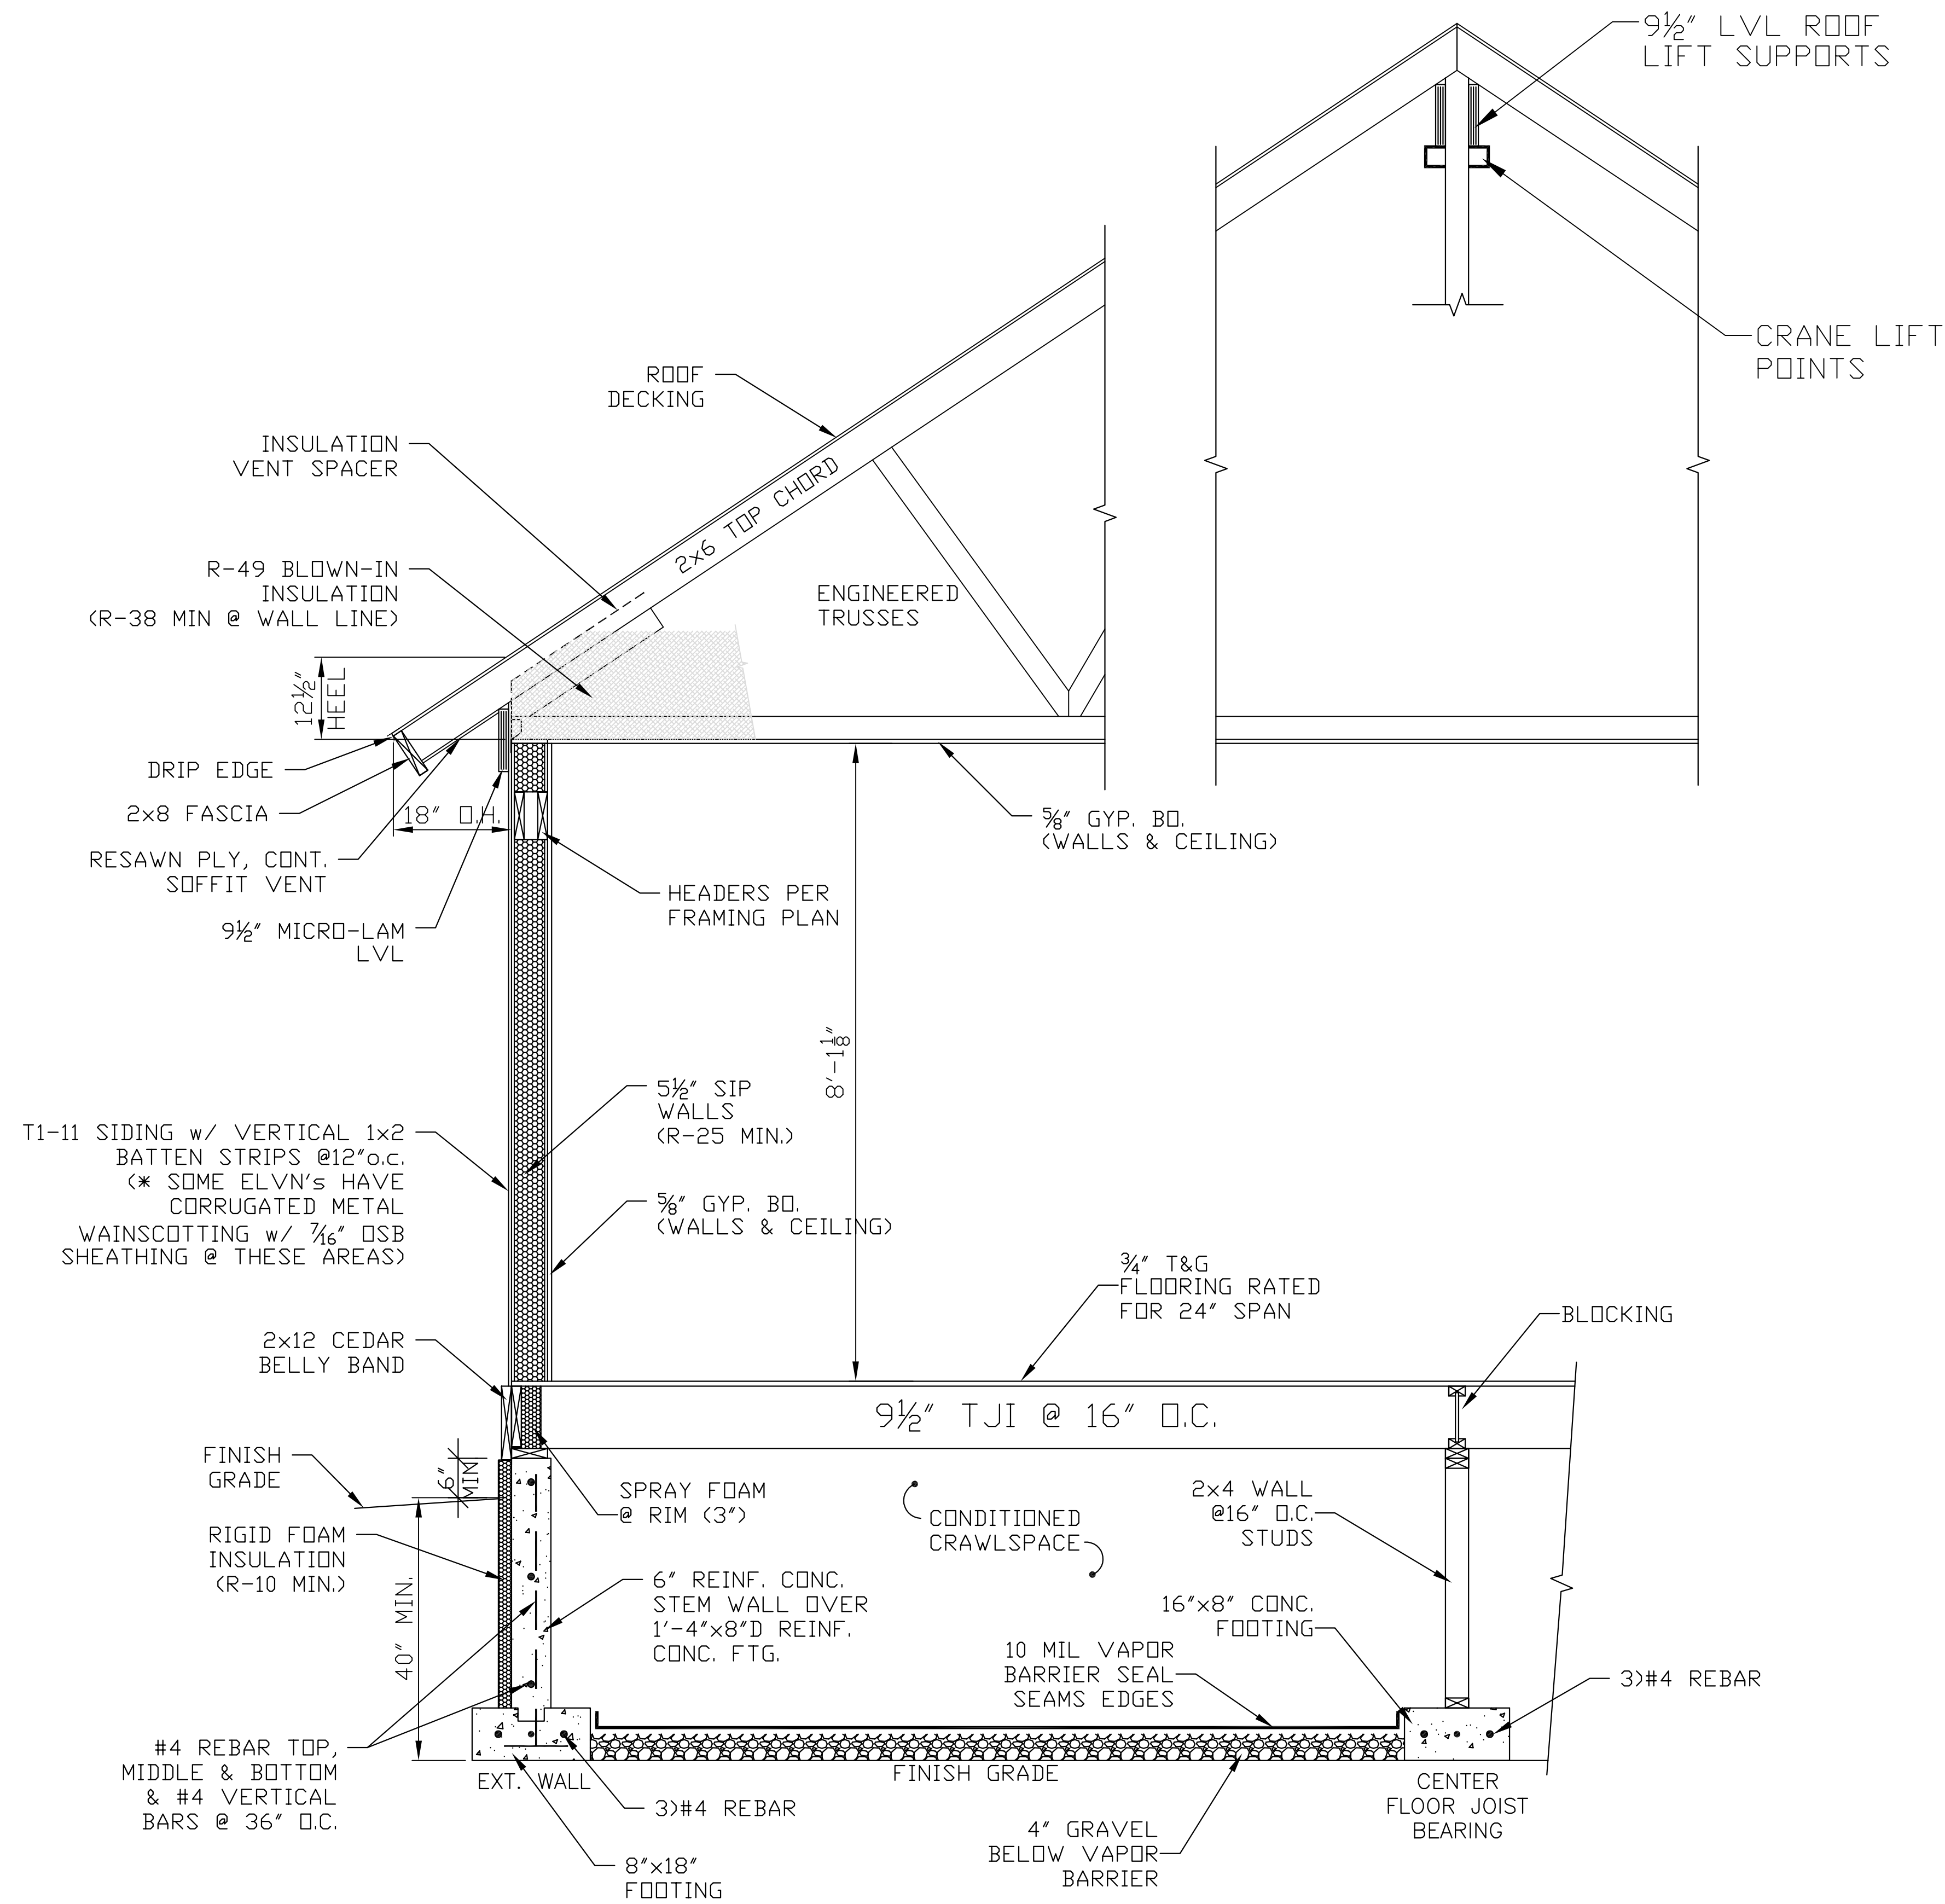 9½" LVL ROOF
LIFT SUPPORTS
CRANE LIFT
POINTS
ROOF
DECKING
INSULATION
VENT SPACER
2x6 TOP CHORD
R-49 BLOWN-IN
INSULATION
(R-38 MIN @ WALL LINE)
ENGINEERED
TRUSSES
12½"
HEEL
DRIP EDGE
2x8 FASCIA
18" O.H.
RESAWN PLY, CONT.
SOFFIT VENT
9½" MICRO-LAM
LVL
⅝" GYP. BD.
(WALLS & CEILING)
HEADERS PER
FRAMING PLAN
8'-1⅛"
5½" SIP
WALLS
(R-25 MIN.)
T1-11 SIDING w/ VERTICAL 1x2
BATTEN STRIPS @12"o.c.
(* SOME ELVN's HAVE
CORRUGATED METAL
WAINSCOTTING w/ 7/16" OSB
SHEATHING @ THESE AREAS)
⅝" GYP. BD.
(WALLS & CEILING)
¾" T&G
FLOORING RATED
FOR 24" SPAN
BLOCKING
2x12 CEDAR
BELLY BAND
9½" TJI @ 16" O.C.
FINISH
GRADE
6"
MIN
SPRAY FOAM
@ RIM (3")
CONDITIONED
CRAWLSPACE
2x4 WALL
@16" O.C.
STUDS
RIGID FOAM
INSULATION
(R-10 MIN.)
40" MIN.
6" REINF. CONC.
STEM WALL OVER
1'-4"x8"D REINF.
CONC. FTG.
16"x8" CONC.
FOOTING
10 MIL VAPOR
BARRIER SEAL
SEAMS EDGES
3)#4 REBAR
#4 REBAR TOP,
MIDDLE & BOTTOM
& #4 VERTICAL
BARS @ 36" O.C.
EXT. WALL
FINISH GRADE
CENTER
FLOOR JOIST
BEARING
3)#4 REBAR
4" GRAVEL
BELOW VAPOR
BARRIER
8"x18"
FOOTING